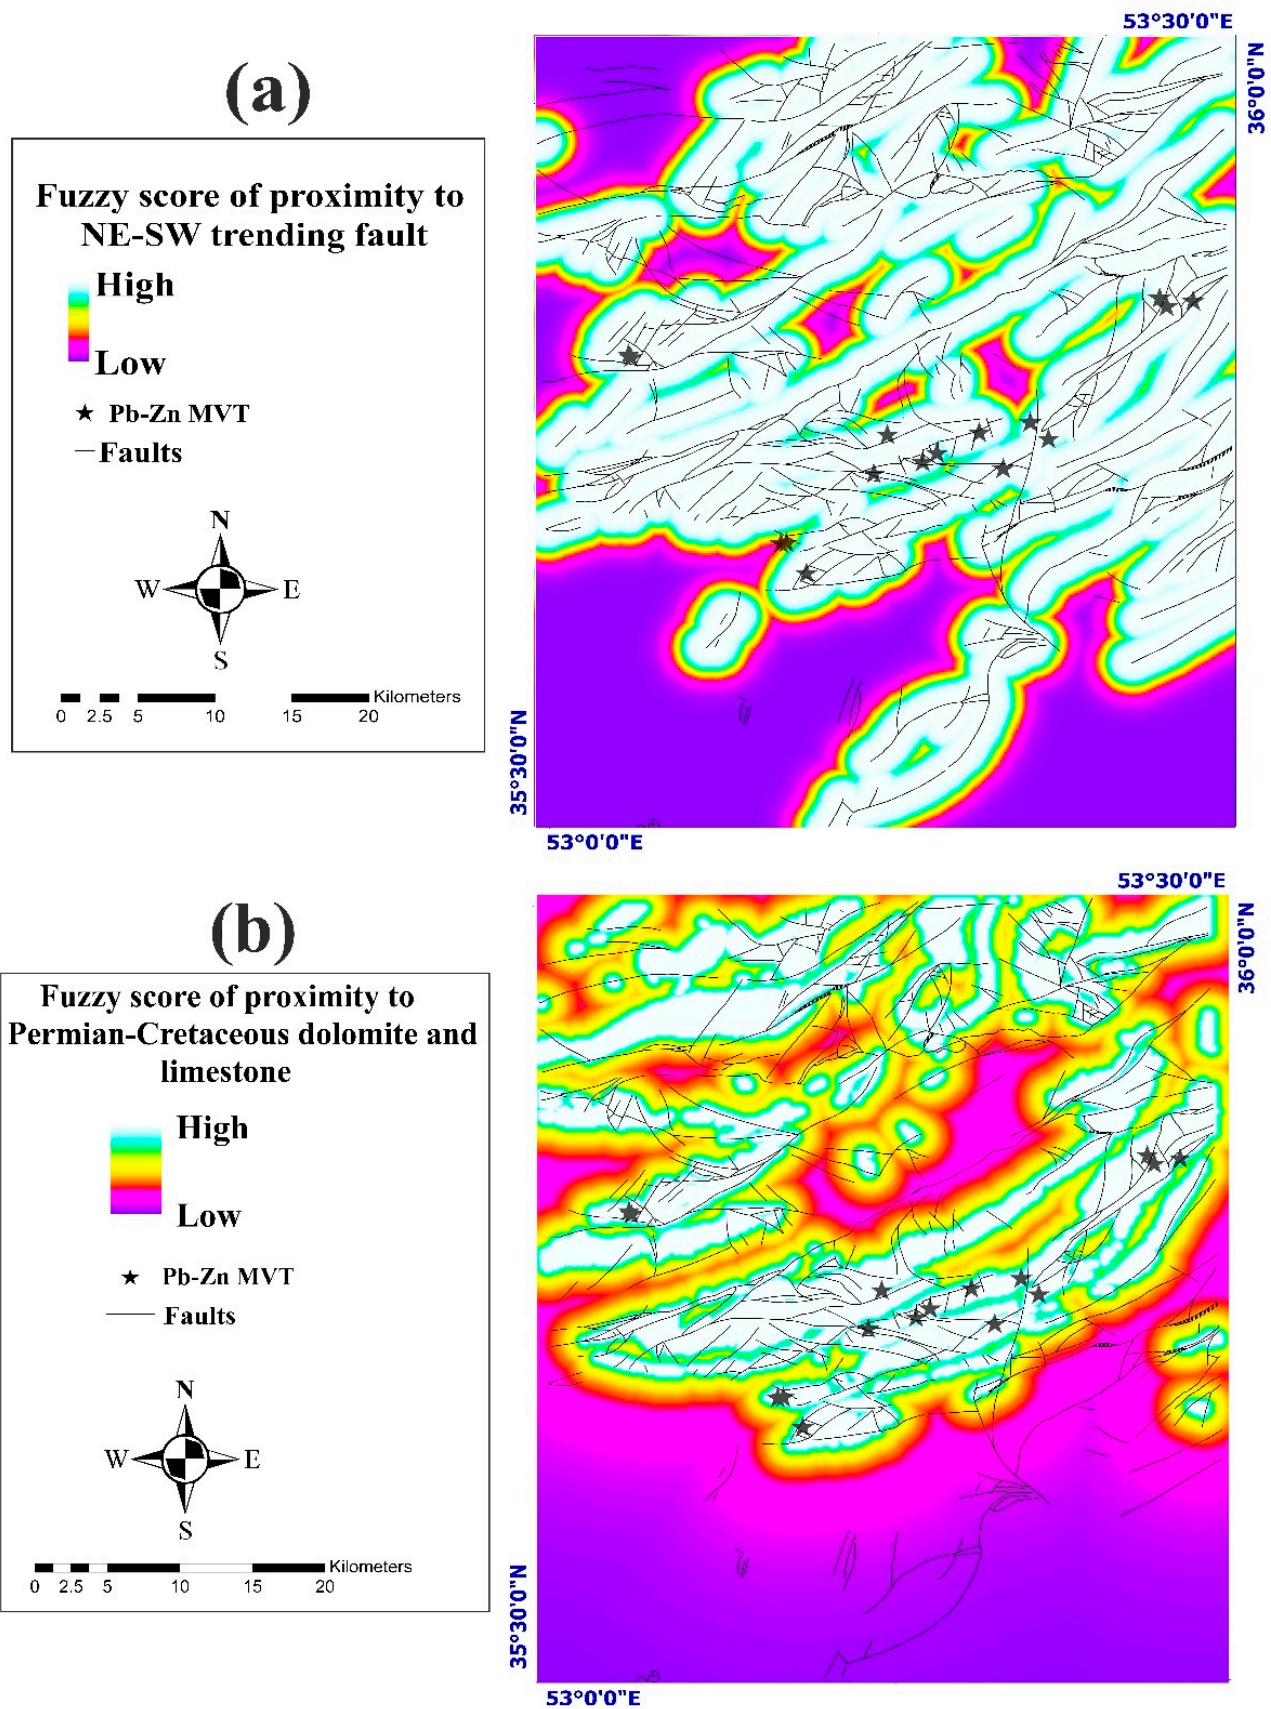 (a)
Fuzzy score of proximity to
NE-SW trending fault
High
Low
Pb-Zn MVT
Faults
N
W
E
S
Kilometers
0 2.5 5 10 15 20
53°30'0"E
36°0'0"N
35°30'0"N
53°0'0"E
(b)
Fuzzy score of proximity to
Permian-Cretaceous dolomite and
limestone
High
Low
Pb-Zn MVT
Faults
N
W
E
S
Kilometers
0 2.5 5 10 15 20
53°30'0"E
36°0'0"N
35°30'0"N
53°0'0"E